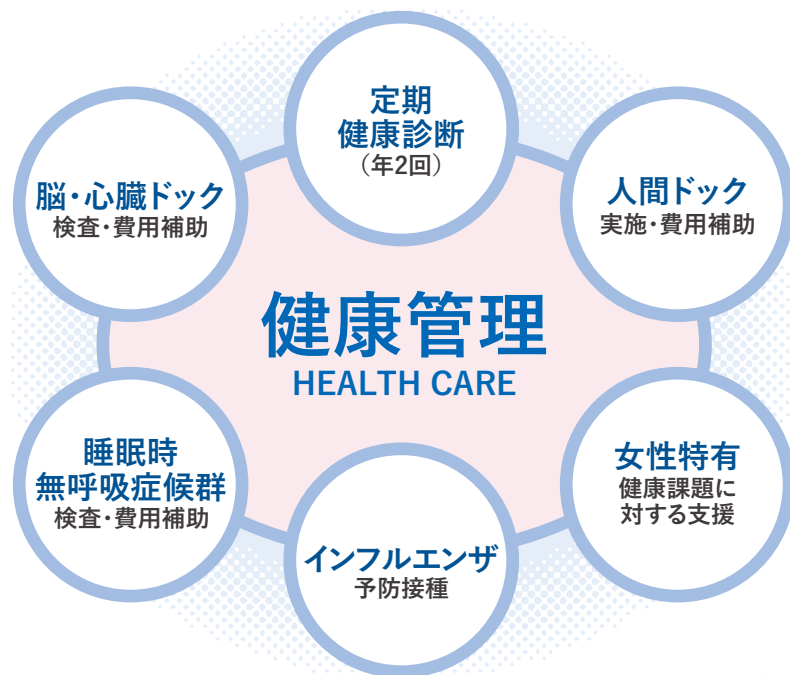 定期
健康診断
（年2回）
脳・心臓ドック
検査・費用補助
人間ドック
実施・費用補助
健康管理
HEALTH CARE
睡眠時
無呼吸症候群
検査・費用補助
女性特有
健康課題に
対する支援
インフルエンザ
予防接種